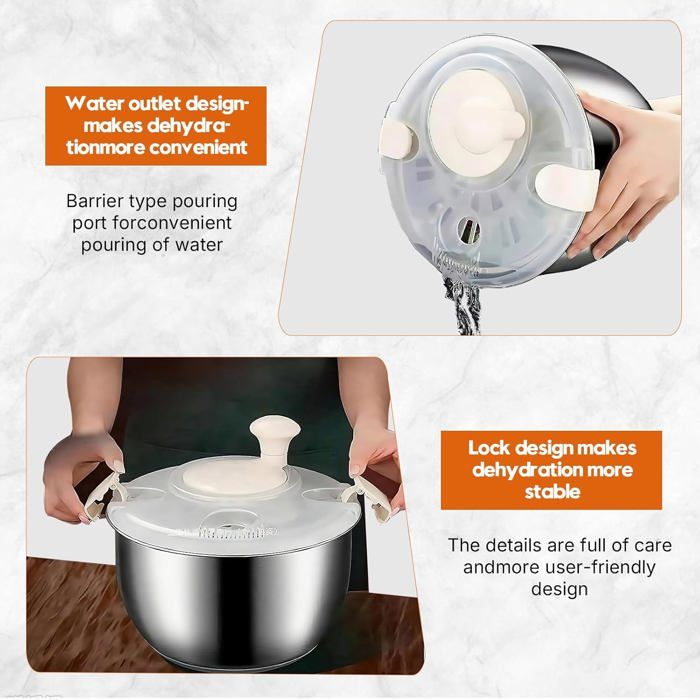 Water outlet design-
makes dehydra-
tionmore convenient
Barrier type pouring
port forconvenient
pouring of water
Lock design makes
dehydration more
stable
The details are full of care
andmore user-friendly
design